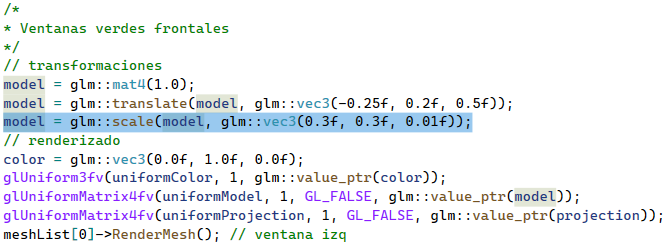 /*
* Ventanas verdes frontales
*/
// transformaciones
model = glm::mat4(1.0);
model = glm::translate(model, glm::vec3(-0.25f, 0.2f, 0.5f));
model = glm::scale(model, glm::vec3(0.3f, 0.3f, 0.01f));
// renderizado
color = glm::vec3(0.0f, 1.0f, 0.0f);
glUniform3fv(uniformColor, 1, glm::value_ptr(color));
glUniformMatrix4fv(uniformModel, 1, GL_FALSE, glm::value_ptr(model));
glUniformMatrix4fv(uniformProjection, 1, GL_FALSE, glm::value_ptr(projection));
meshList[0]->RenderMesh(); // ventana izq